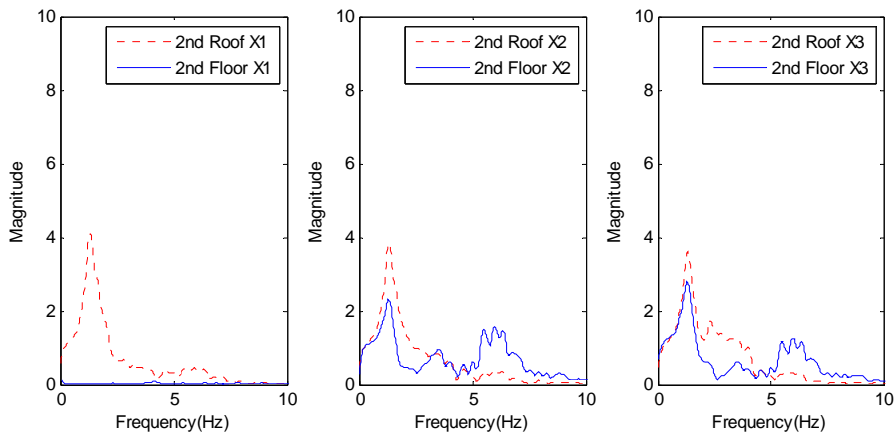 10
8
6
4
2
0
Magnitude
2nd Roof X1
2nd Floor X1
0
5
10
Frequency(Hz)
10
8
6
4
2
0
Magnitude
2nd Roof X2
2nd Floor X2
0
5
10
Frequency(Hz)
10
8
6
4
2
0
Magnitude
2nd Roof X3
2nd Floor X3
0
5
10
Frequency(Hz)